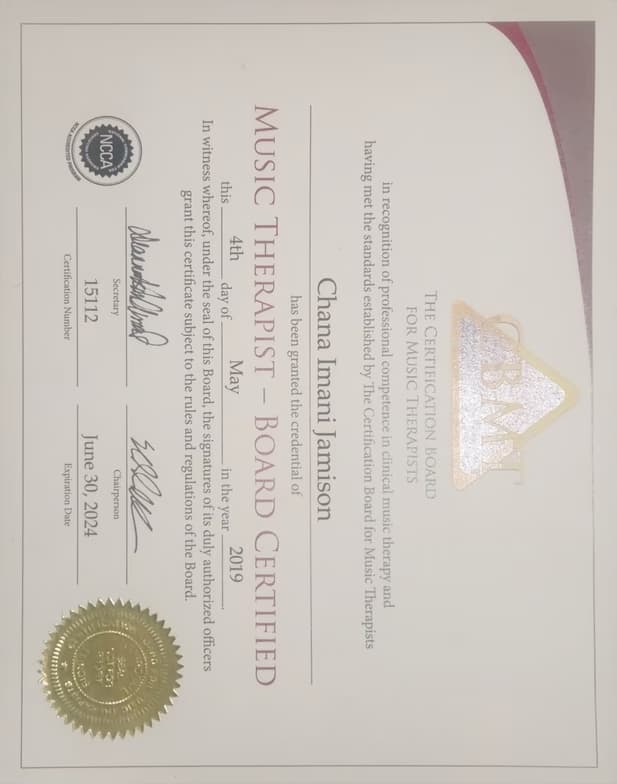 CBMT
THE CERTIFICATION BOARD
FOR MUSIC THERAPISTS
in recognition of professional competence in clinical music therapy and
having met the standards established by The Certification Board for Music Therapists
Chana Imani Jamison
has been granted the credential of
MUSIC THERAPIST – BOARD CERTIFIED
this 4th day of May in the year 2019.
In witness whereof, under the seal of this Board, the signatures of its duly authorized officers
grant this certificate subject to the rules and regulations of the Board.
NCCA
NCCA ACCREDITED PROGRAM
Secretary
Chairperson
15112
June 30, 2024
Certification Number
Expiration Date